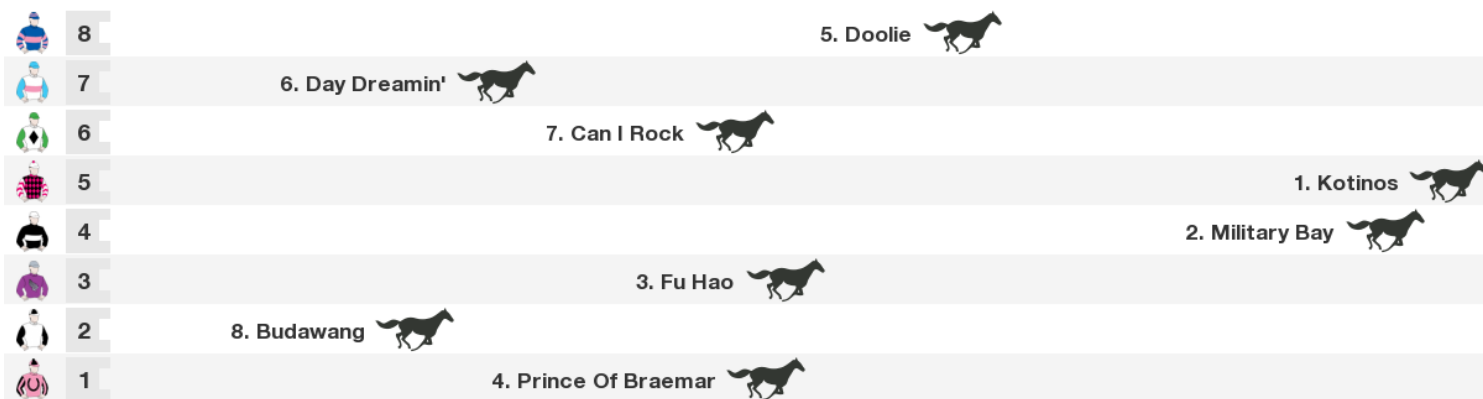 8 5. Doolie
7 6. Day Dreamin'
6 7. Can I Rock
5 1. Kotinos
4 2. Military Bay
3 3. Fu Hao
2 8. Budawang
1 4. Prince Of Braemar